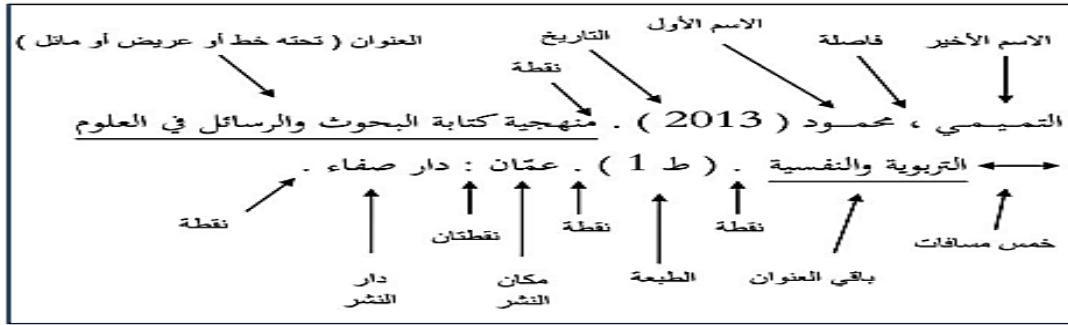 العنوان ( تحته خط أو عريض أو مائل ) التاريخ الاسم الأول فاصلة الاسم الأخير
نقطة
التميمي ، محمود ( 2013 ) . منهجية كتابة البحوث والرسائل في العلوم
التربوية والنفسية . ( ط 1 ) . عمّان : دار صفاء .
خمس مسافات باقي العنوان نقطة الطبعة نقطة مكان النشر نقطتان دار النشر نقطة